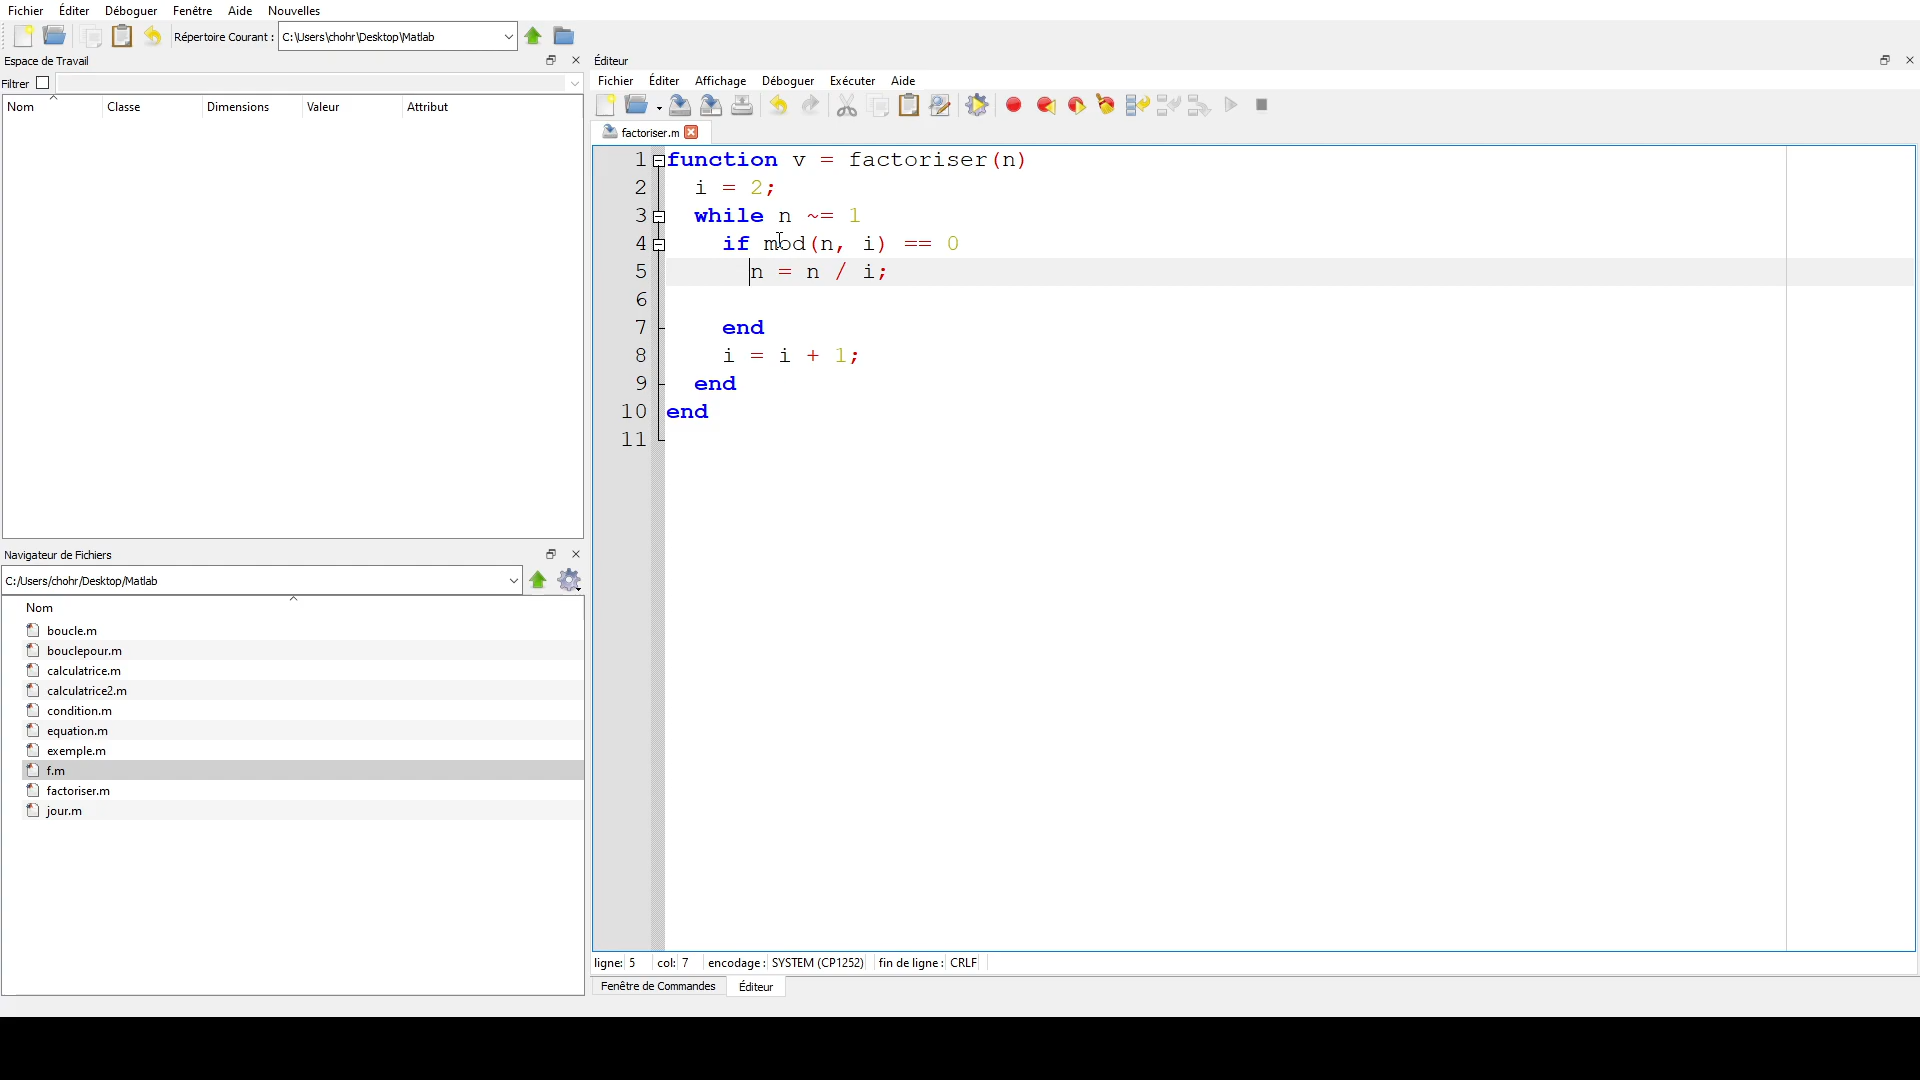 Fichier Éditer Déboguer Fenêtre Aide Nouvelles
Répertoire Courant : C:\Users\chohr\Desktop\Matlab
Espace de Travail
Filtrer
Nom Classe Dimensions Valeur Attribut
Navigateur de Fichiers
C:/Users/chohr/Desktop/Matlab
Nom
boucle.m
bouclepour.m
calculatrice.m
calculatrice2.m
condition.m
equation.m
exemple.m
f.m
factoriser.m
jour.m
Éditeur
Fichier Éditer Affichage Déboguer Exécuter Aide
factoriser.m
1 function v = factoriser(n)
2 i = 2;
3 while n ~= 1
4 if mod(n, i) == 0
5 n = n / i;
6
7 end
8 i = i + 1;
9 end
10 end
11
ligne: 5 col: 7 encodage : SYSTEM (CP1252) fin de ligne : CRLF
Fenêtre de Commandes Éditeur